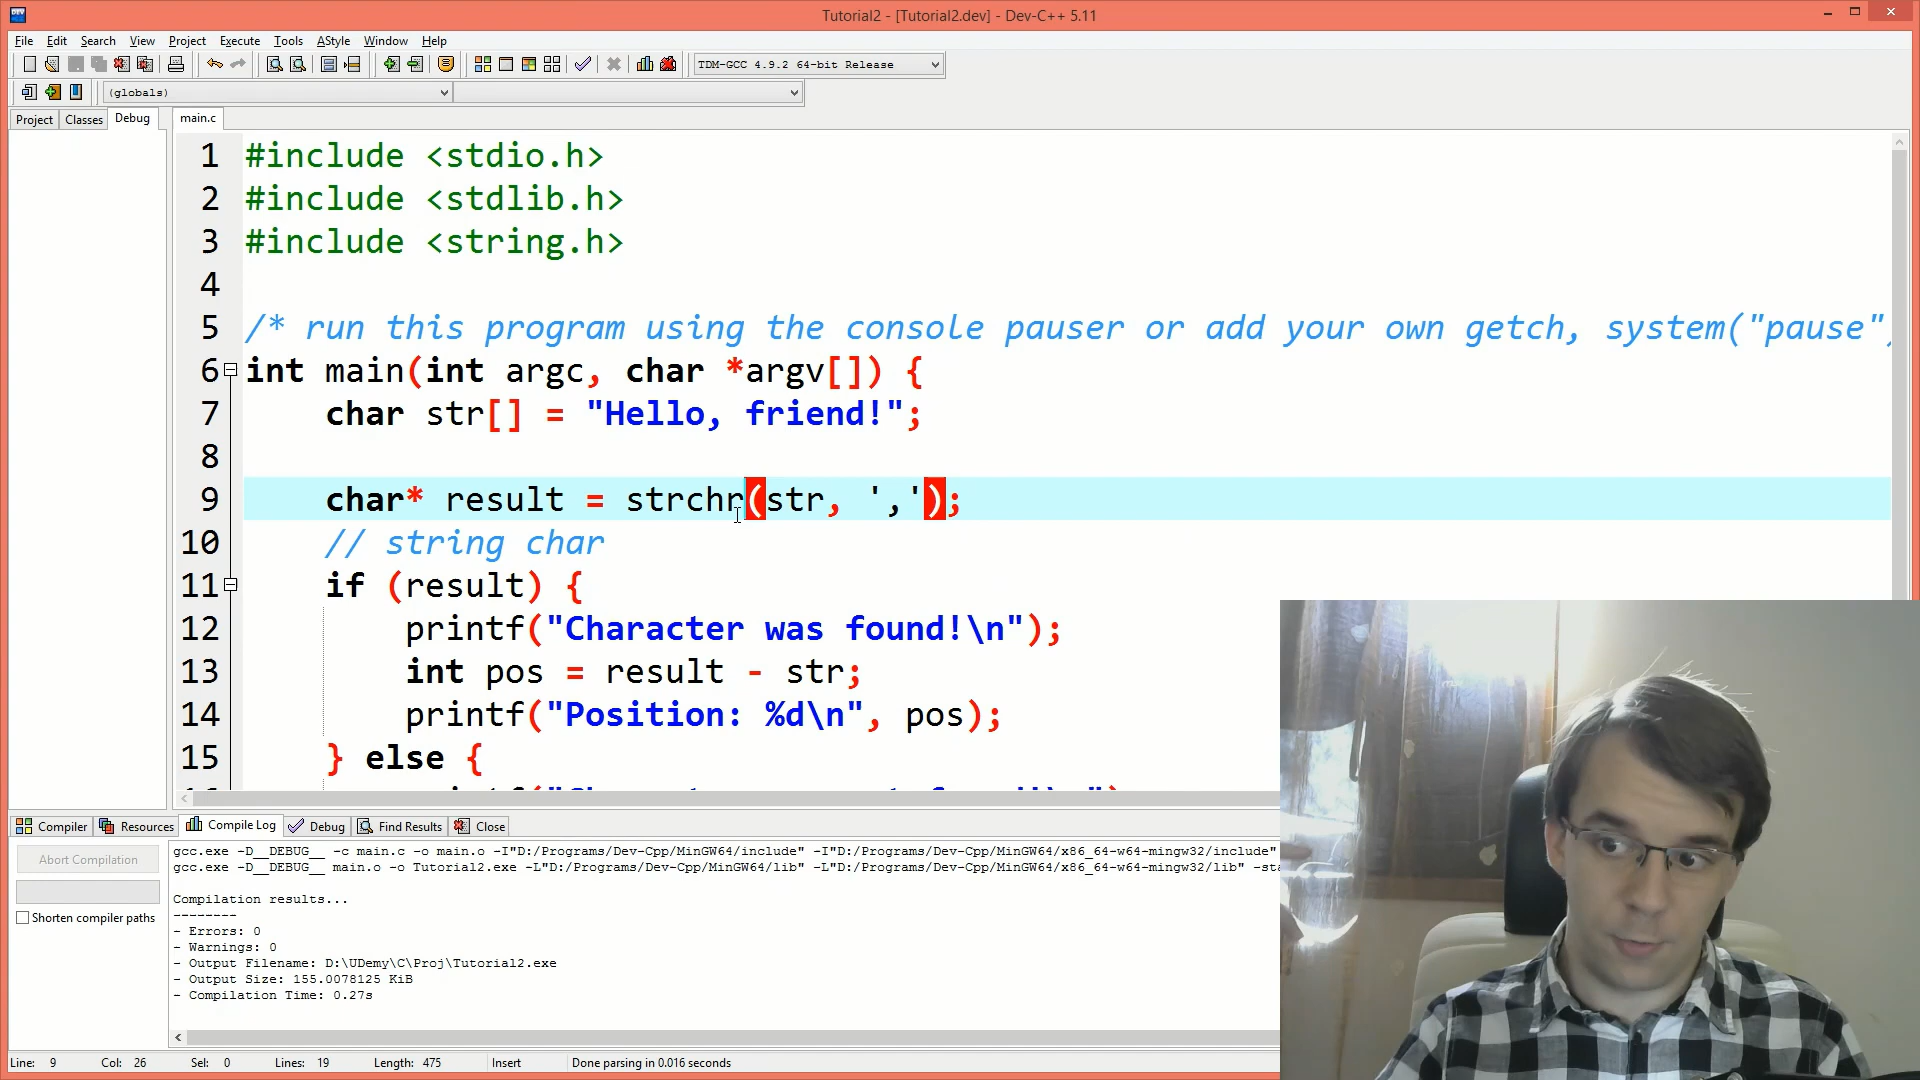 Tutorial2 - [Tutorial2.dev] - Dev-C++ 5.11
File Edit Search View Project Execute Tools AStyle Window Help
TDM-GCC 4.9.2 64-bit Release
(globals)
Project Classes Debug main.c
1 #include <stdio.h>
2 #include <stdlib.h>
3 #include <string.h>
4
5 /* run this program using the console pauser or add your own getch, system("pause")
6 int main(int argc, char *argv[]) {
7 char str[] = "Hello, friend!";
8
9 char* result = strchr(str, ',');
10 // string char
11 if (result) {
12 printf("Character was found!\n");
13 int pos = result - str;
14 printf("Position: %d\n", pos);
15 } else {
Compiler Resources Compile Log Debug Find Results Close
Abort Compilation
Shorten compiler paths
gcc.exe -D__DEBUG__ -c main.c -o main.o -I"D:/Programs/Dev-Cpp/MinGW64/include" -I"D:/Programs/Dev-Cpp/MinGW64/x86_64-w64-mingw32/include"
gcc.exe -D__DEBUG__ main.o -o Tutorial2.exe -L"D:/Programs/Dev-Cpp/MinGW64/lib" -L"D:/Programs/Dev-Cpp/MinGW64/x86_64-w64-mingw32/lib" -sta
Compilation results...
--------
- Errors: 0
- Warnings: 0
- Output Filename: D:\UDemy\C\Proj\Tutorial2.exe
- Output Size: 155.0078125 KiB
- Compilation Time: 0.27s
Line: 9 Col: 26 Sel: 0 Lines: 19 Length: 475 Insert Done parsing in 0.016 seconds